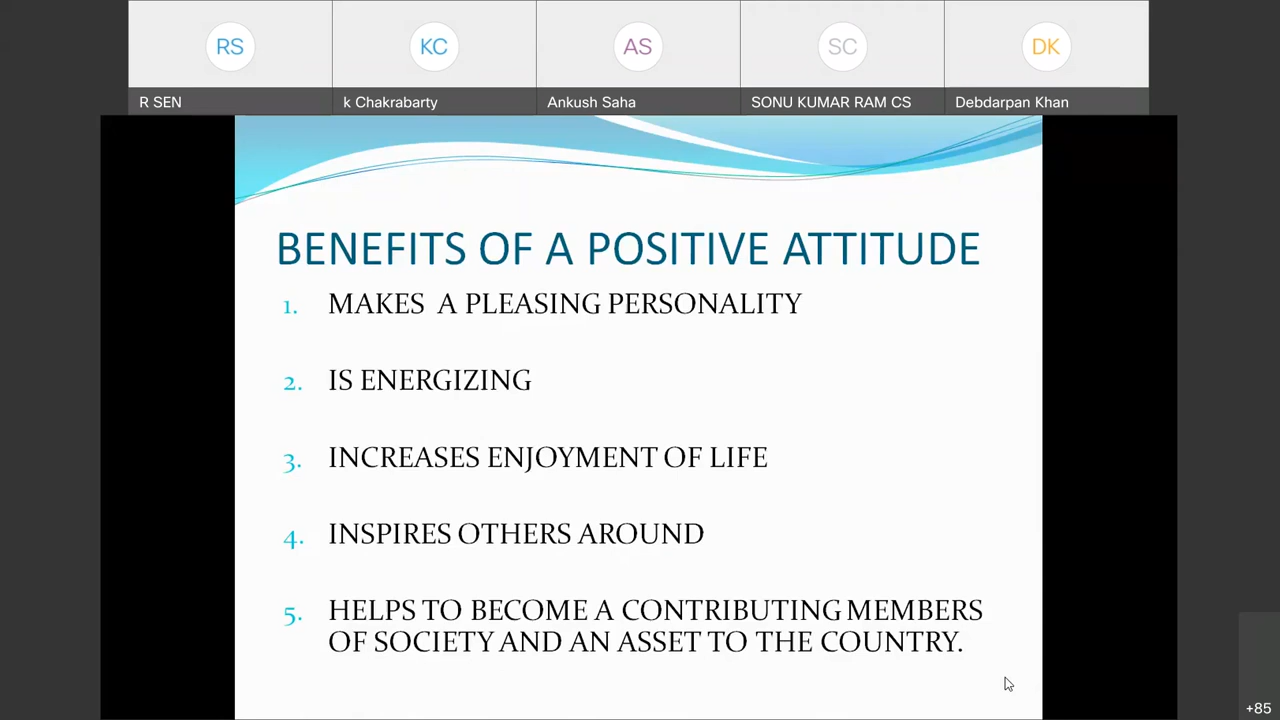 RS
KC
AS
SC
DK
R SEN
k Chakrabarty
Ankush Saha
SONU KUMAR RAM CS
Debdarpan Khan
BENEFITS OF A POSITIVE ATTITUDE
1. MAKES A PLEASING PERSONALITY
2. IS ENERGIZING
3. INCREASES ENJOYMENT OF LIFE
4. INSPIRES OTHERS AROUND
5. HELPS TO BECOME A CONTRIBUTING MEMBERS
OF SOCIETY AND AN ASSET TO THE COUNTRY.
+85